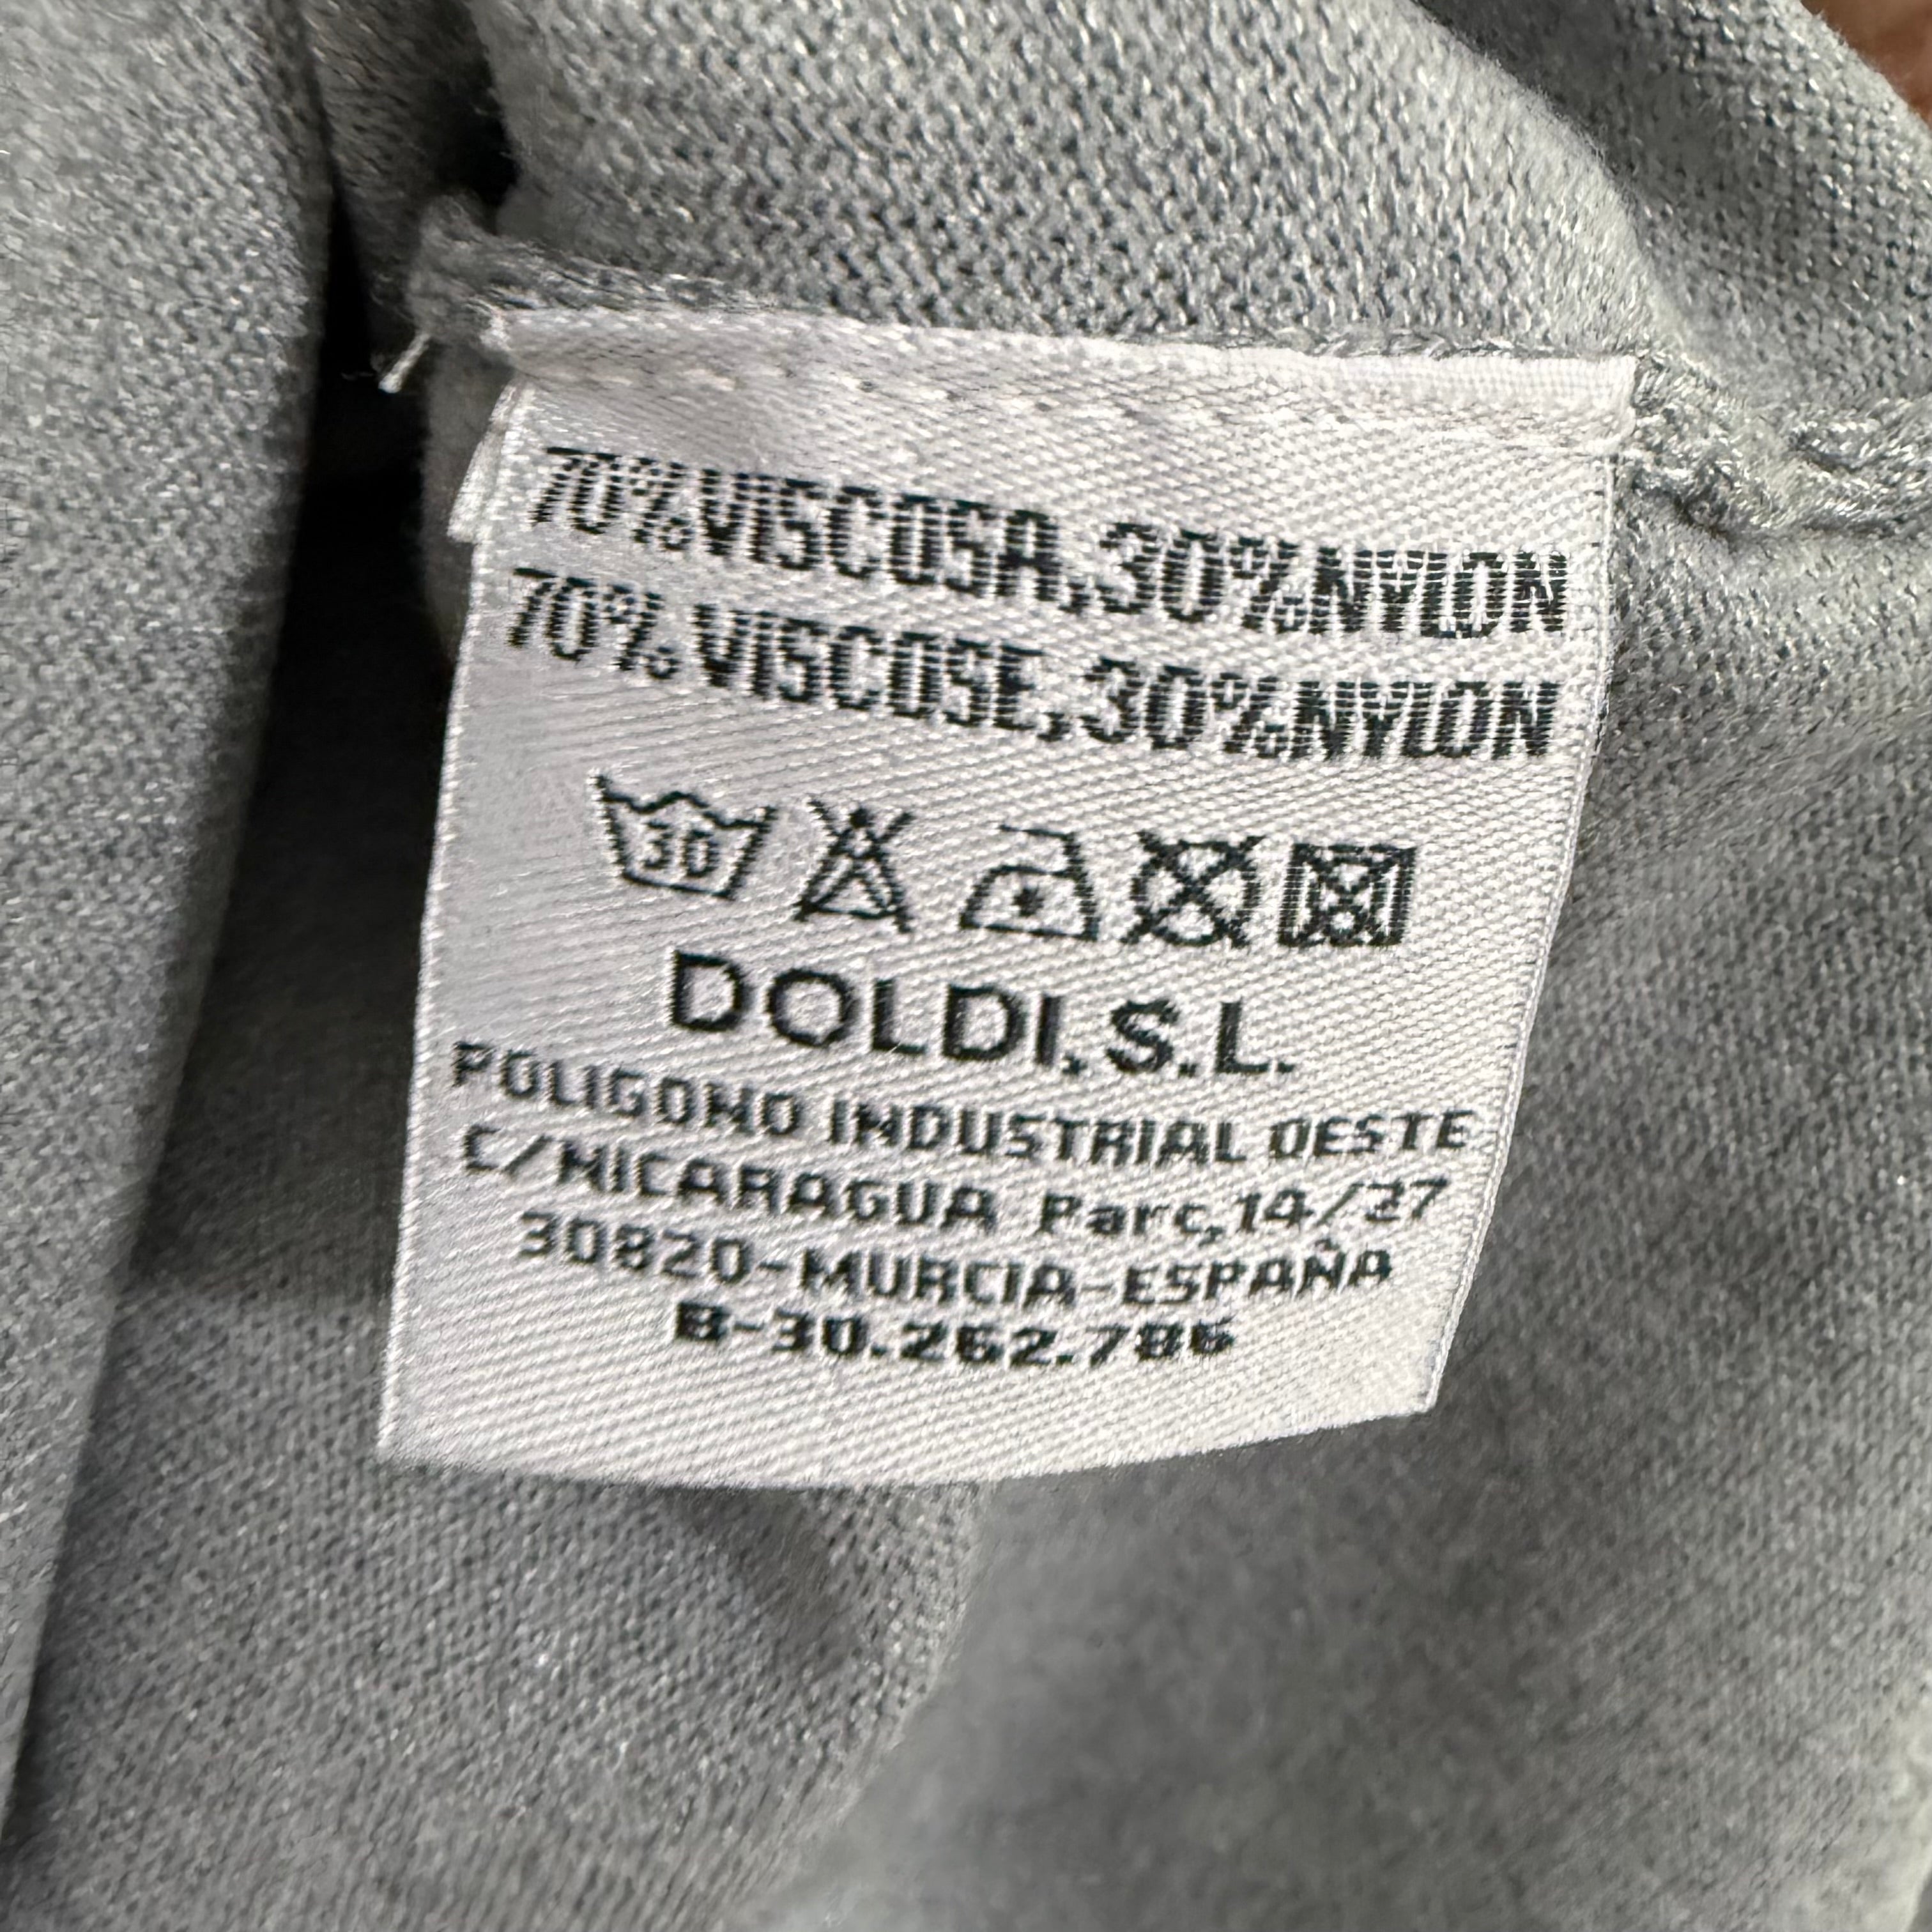 70%VISCOSA,30%NYLON
70%VISCOSE,30%NYLON
30
DOLDI.S.L.
POLIGONO INDUSTRIAL OESTE
C/NICARAGUA Parc,14/27
30820-MURCIA-ESPAÑA
B-30.262.786